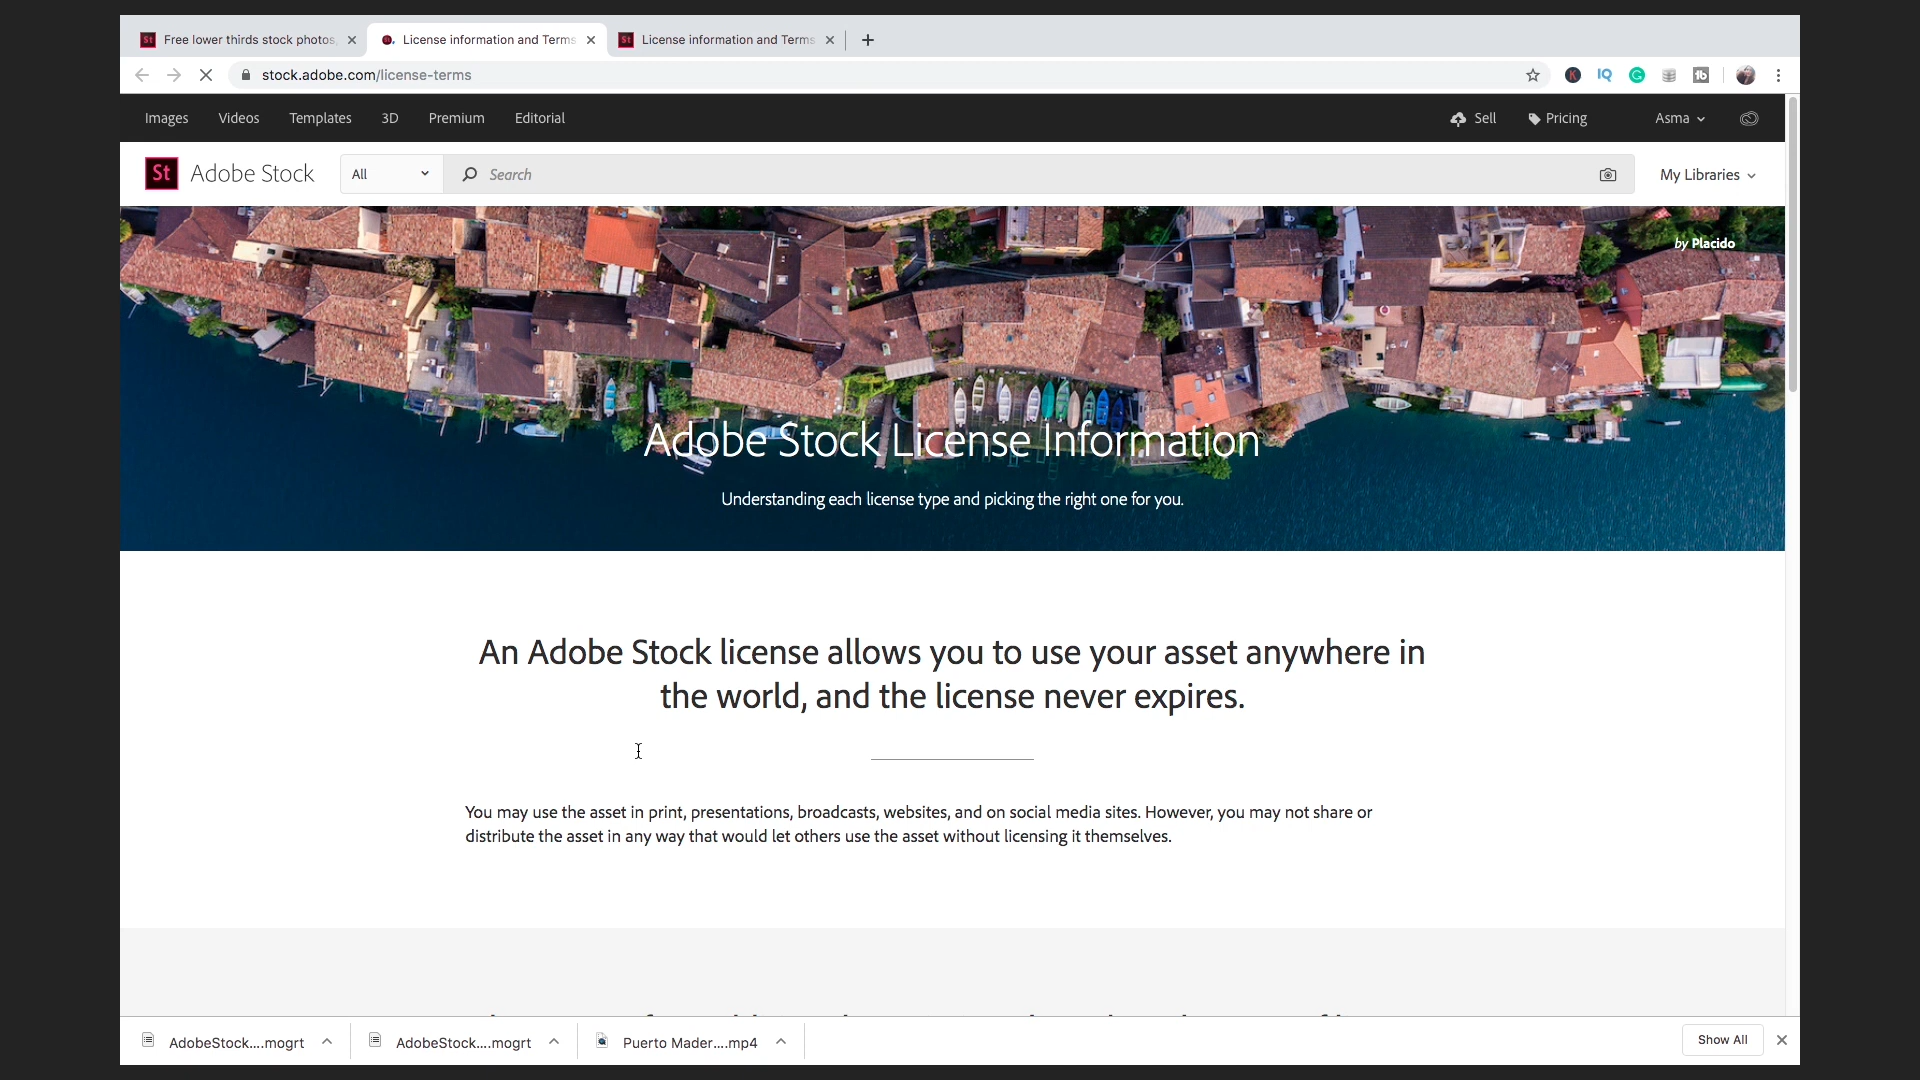 Free lower thirds stock photos,
License information and Terms
License information and Terms
stock.adobe.com/license-terms
IQ
Images
Videos
Templates
3D
Premium
Editorial
Sell
Pricing
Asma
St
Adobe Stock
All
Search
My Libraries
by Placido
Adobe Stock License Information
Understanding each license type and picking the right one for you.
An Adobe Stock license allows you to use your asset anywhere in
the world, and the license never expires.
You may use the asset in print, presentations, broadcasts, websites, and on social media sites. However, you may not share or
distribute the asset in any way that would let others use the asset without licensing it themselves.
AdobeStock....mogrt
AdobeStock....mogrt
Puerto Mader....mp4
Show All